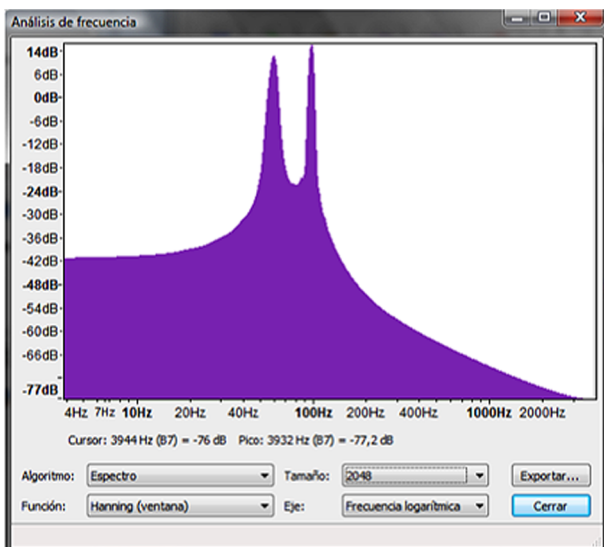 Análisis de frecuencia
14dB
6dB
0dB
-6dB
-12dB
-18dB
-24dB
-30dB
-36dB
-42dB
-48dB
-54dB
-60dB
-66dB
-77dB
4Hz 7Hz 10Hz 20Hz 40Hz 100Hz 200Hz 400Hz 1000Hz 2000Hz
Cursor: 3944 Hz (B7) = -76 dB Pico: 3932 Hz (B7) = -77,2 dB
Algoritmo: Espectro Tamaño: 2048 Exportar...
Función: Hanning (ventana) Eje: Frecuencia logarítmica Cerrar